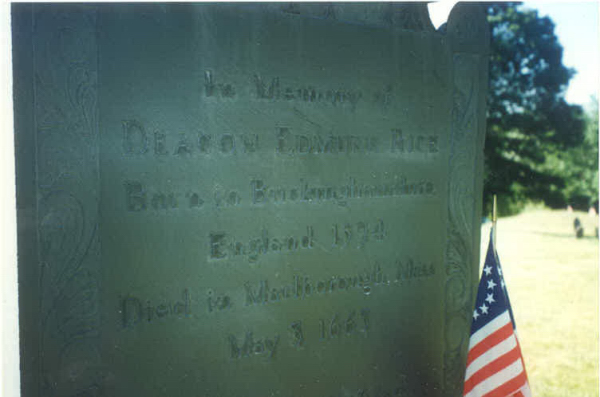 In Memory of
DEACON EDMUND RICE
Born in Buckinghamshire
England 1594
Died in Marlborough, Mass
May 3 1663